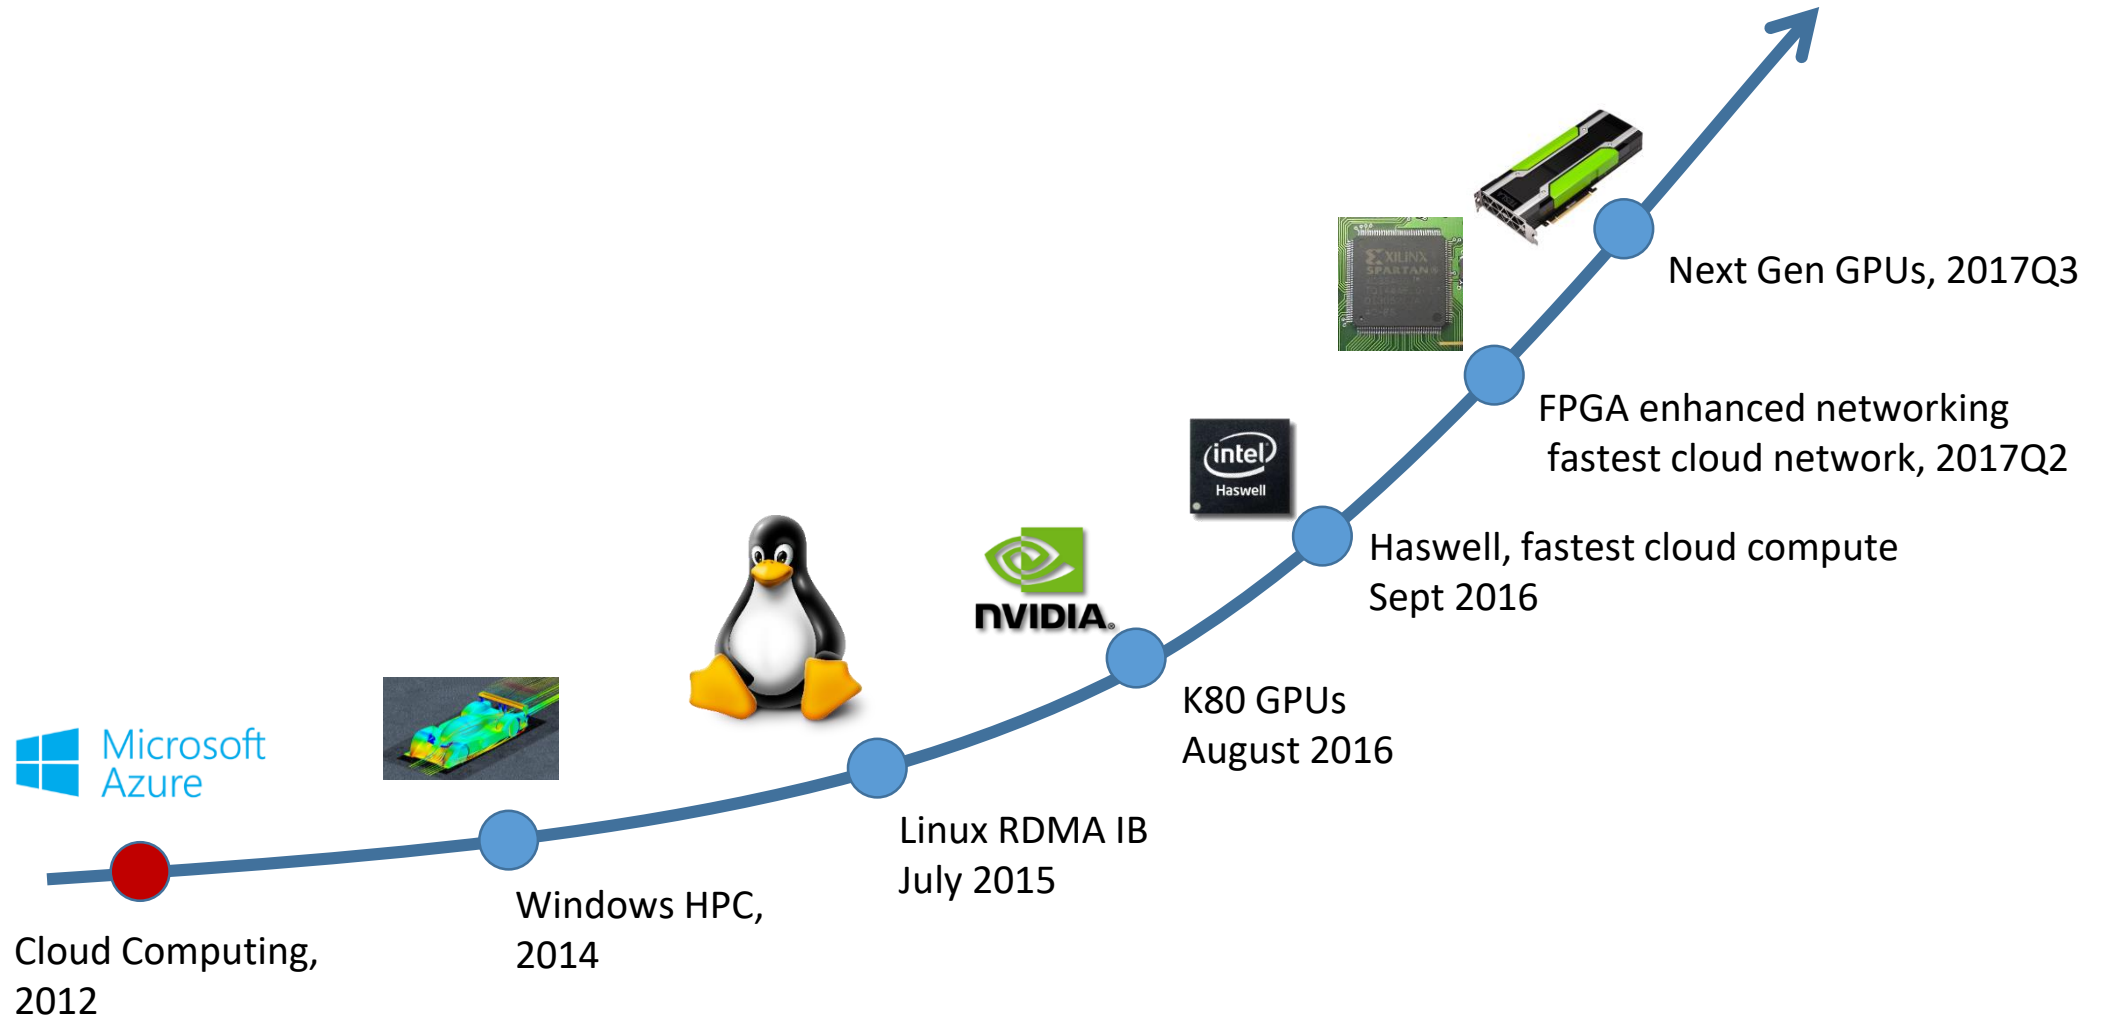 Microsoft
Azure
Cloud Computing,
2012
Windows HPC,
2014
Linux RDMA IB
July 2015
nVIDIA.
K80 GPUs
August 2016
intel
Haswell
Haswell, fastest cloud compute
Sept 2016
XILINX
SPARTAN
FPGA enhanced networking
fastest cloud network, 2017Q2
Next Gen GPUs, 2017Q3